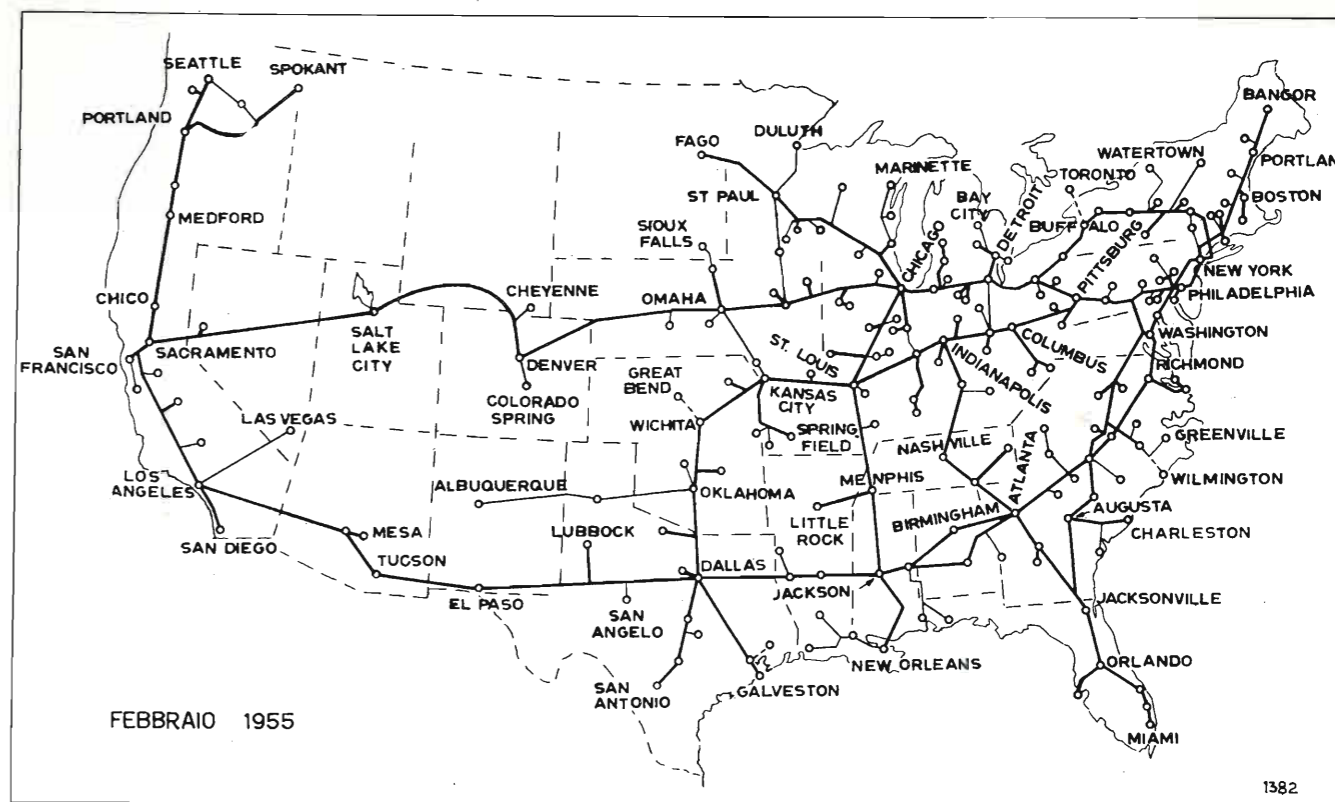 SEATTLE
SPOKANT
PORTLAND
MEDFORD
CHICO
SACRAMENTO
SAN
FRANCISCO
LAS VEGAS
LOS
ANGELES
SAN DIEGO
MESA
TUCSON
EL PASO
SALT
LAKE
CITY
CHEYENNE
DENVER
COLORADO
SPRING
ALBUQUERQUE
LUBBOCK
SAN
ANGELO
SAN
ANTONIO
GALVESTON
DALLAS
OKLAHOMA
WICHITA
GREAT
BEND
KANSAS
CITY
SPRING
FIELD
OMAHA
SIOUX
FALLS
FAGO
DULUTH
ST PAUL
MARINETTE
CHICAGO
BAY
CITY
DETROIT
TORONTO
WATERTOWN
BUFFALO
PITTSBURG
BANGOR
PORTLAN
BOSTON
NEW YORK
PHILADELPHIA
WASHINGTON
RICHMOND
COLUMBUS
INDIANAPOLIS
ST. LOUIS
NASHVILLE
MEMPHIS
LITTLE
ROCK
BIRMINGHAM
ATLANTA
GREENVILLE
WILMINGTON
AUGUSTA
CHARLESTON
JACKSON
JACKSONVILLE
NEW ORLEANS
ORLANDO
MIAMI
FEBBRAIO 1955
1382